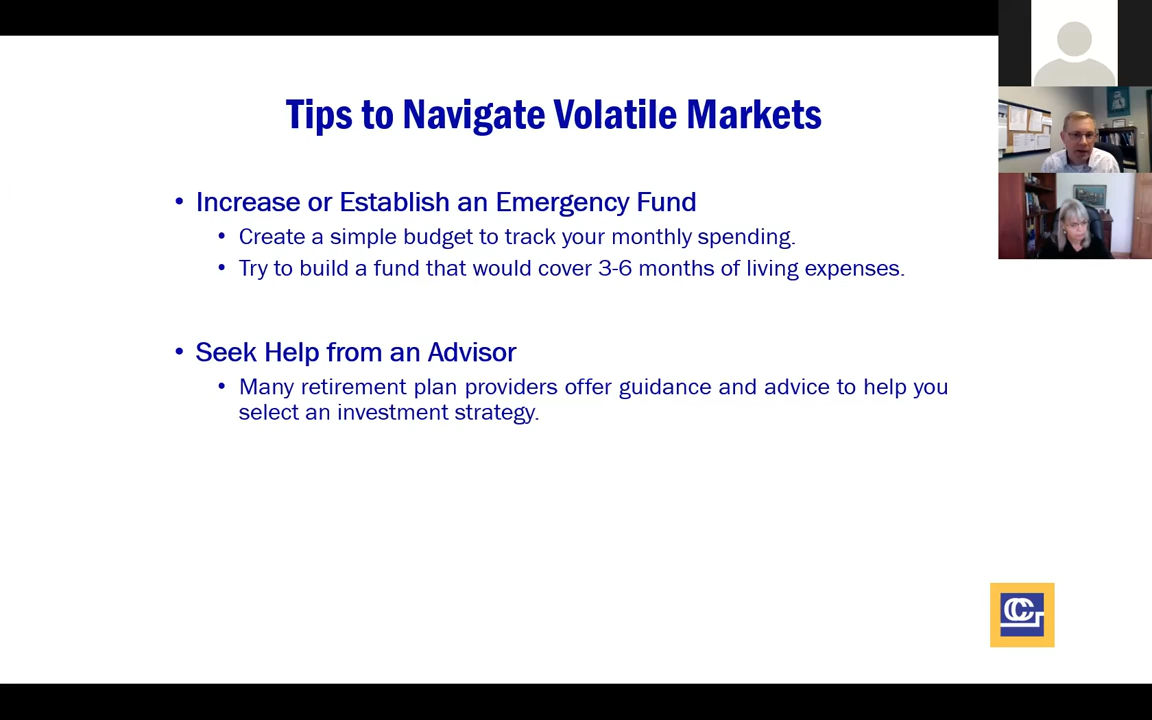 Tips to Navigate Volatile Markets
• Increase or Establish an Emergency Fund
• Create a simple budget to track your monthly spending.
• Try to build a fund that would cover 3-6 months of living expenses.
• Seek Help from an Advisor
• Many retirement plan providers offer guidance and advice to help you
select an investment strategy.